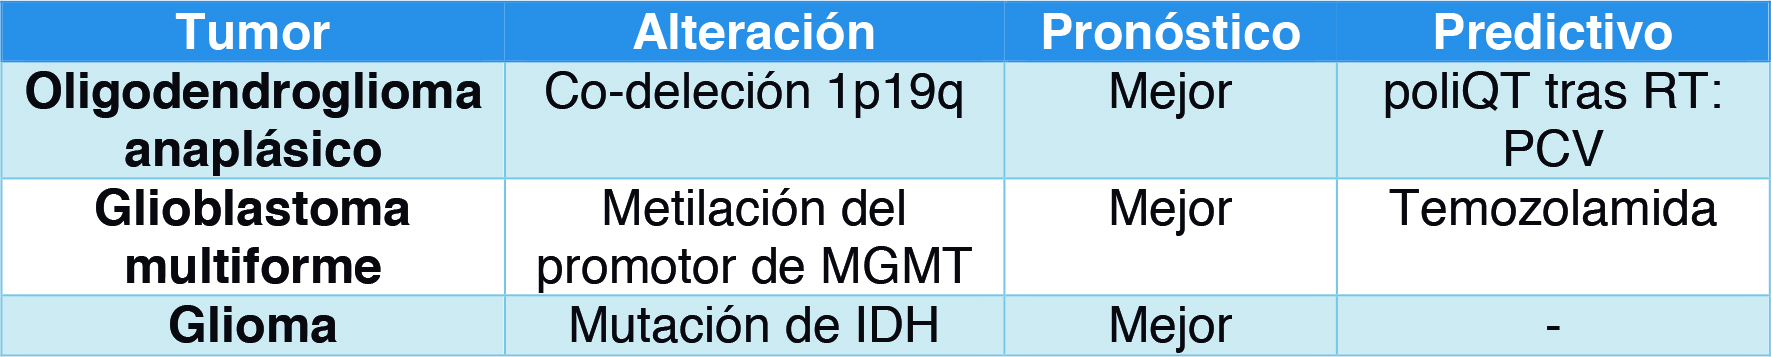 Tumor Alteración Pronóstico Predictivo
Oligodendroglioma Co-deleción 1p19q Mejor poliQT tras RT:
anaplásico PCV
Glioblastoma Metilación del Mejor Temozolamida
multiforme promotor de MGMT
Glioma Mutación de IDH Mejor -